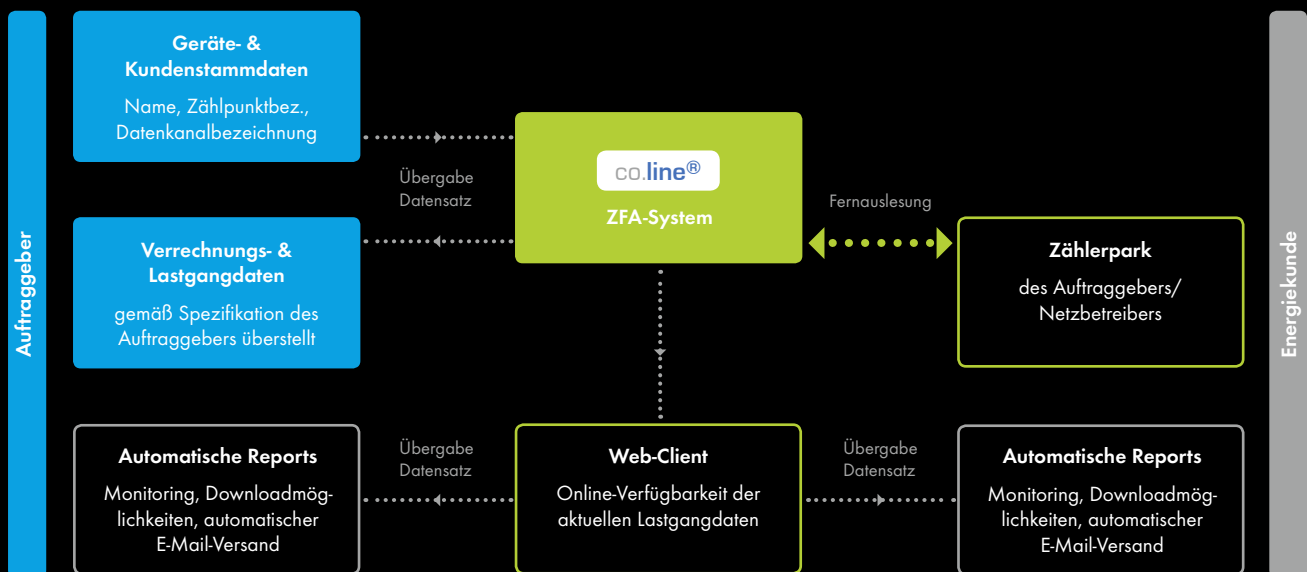 Auftraggeber
Geräte- &
Kundenstammdaten
Name, Zählpunktbez.,
Datenkanalbezeichnung
Übergabe
Datensatz
Verrechnungs- &
Lastgangdaten
gemäß Spezifikation des
Auftraggebers überstellt
co.line®
ZFA-System
Fernauslesung
Zählerpark
des Auftraggebers/
Netzbetreibers
Energiekunde
Automatische Reports
Monitoring, Downloadmög-
lichkeiten, automatischer
E-Mail-Versand
Übergabe
Datensatz
Web-Client
Online-Verfügbarkeit der
aktuellen Lastgangdaten
Übergabe
Datensatz
Automatische Reports
Monitoring, Downloadmög-
lichkeiten, automatischer
E-Mail-Versand